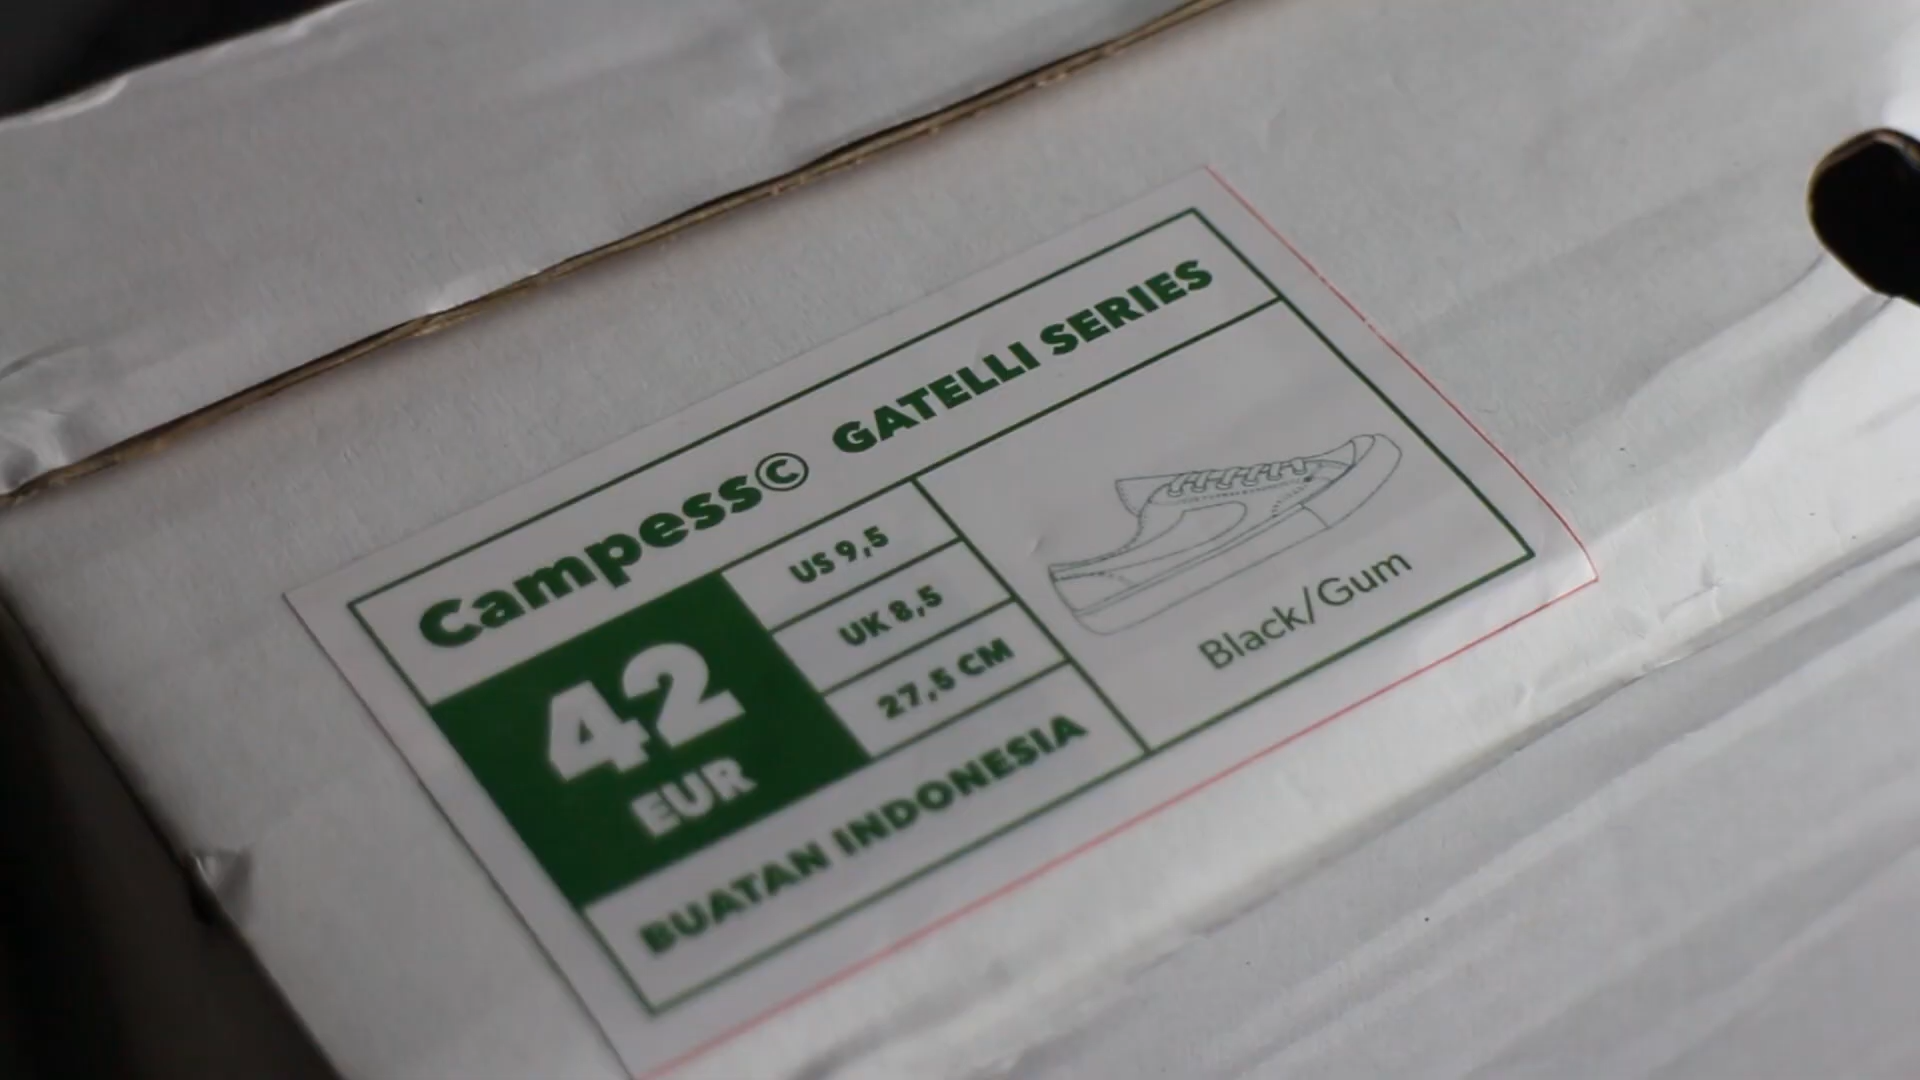 Campess© GATELLI SERIES
42
EUR
US 9,5
UK 8,5
27,5 CM
BUATAN INDONESIA
Black/Gum